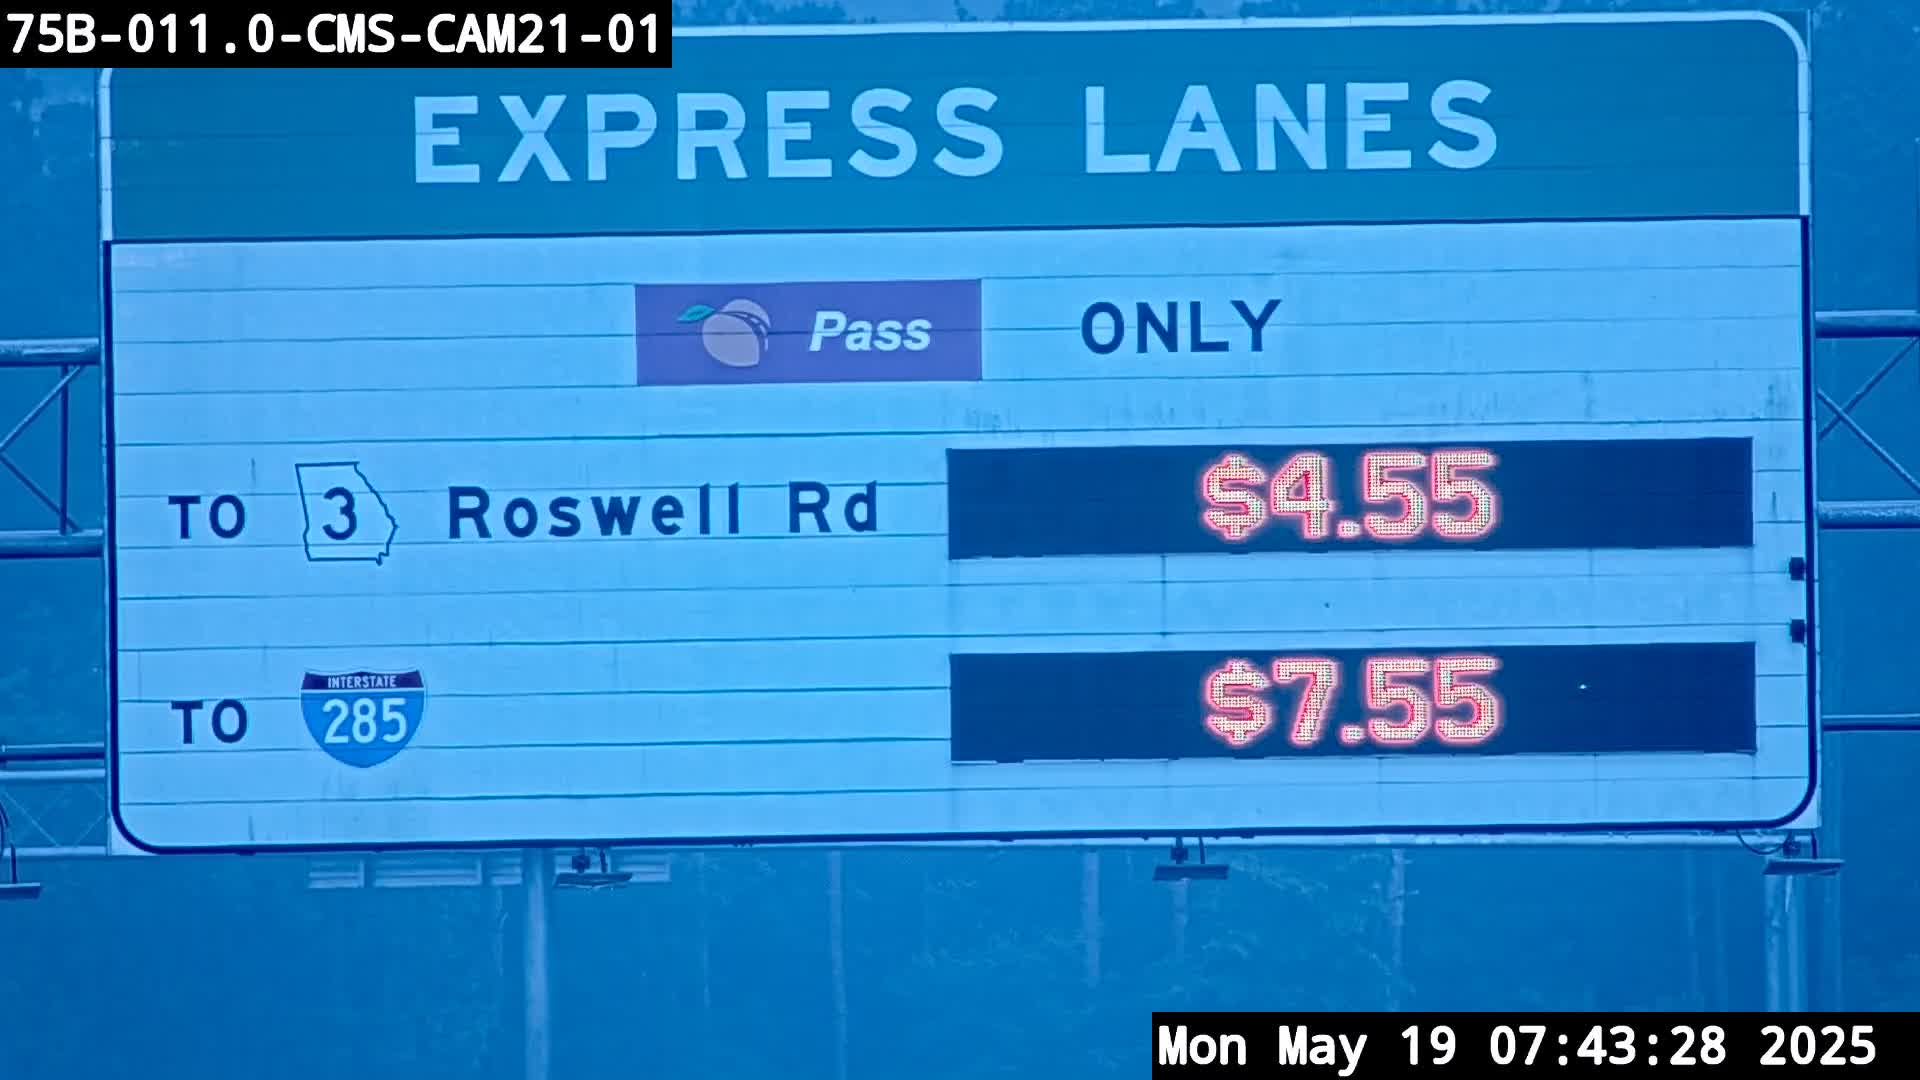 75B-011.0-CMS-CAM21-01
EXPRESS LANES
Pass ONLY
TO 3 Roswell Rd $4.55
INTERSTATE
TO 285 $7.55
Mon May 19 07:43:28 2025